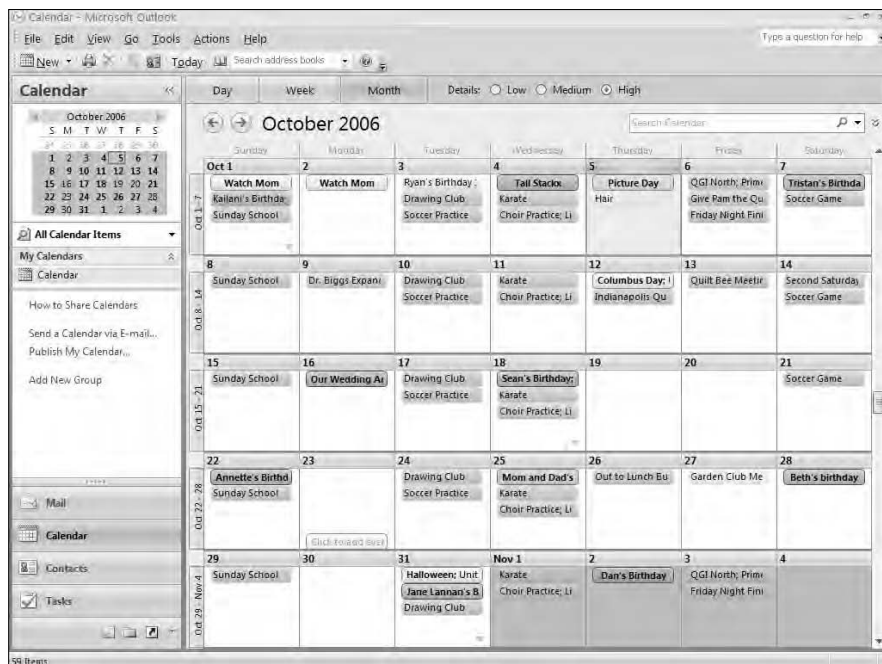 Calendar - Microsoft Outlook
File Edit View Go Tools Actions Help
Type a question for help
New Today Search address books
Calendar
Day Week Month Details: Low Medium High
October 2006
S M T W T F S
24 25 26 27 28 29 30
1 2 3 4 5 6 7
8 9 10 11 12 13 14
15 16 17 18 19 20 21
22 23 24 25 26 27 28
29 30 31 1 2 3 4
All Calendar Items
My Calendars
Calendar
How to Share Calendars
Send a Calendar via E-mail...
Publish My Calendar...
Add New Group
Mail
Calendar
Contacts
Tasks
October 2006
Search Calendar
Sunday Monday Tuesday Wednesday Thursday Friday Saturday
Oct 1 - 7
Oct 1 2 3 4 5 6 7
Watch Mom Watch Mom Ryan's Birthday; Tall Stacks Picture Day QGI North; Prim Tristan's Birthda
Kailani's Birthda Drawing Club Karate Hair Give Pam the Qu Soccer Game
Sunday School Soccer Practice Choir Practice; Li Friday Night Fini
Oct 8 - 14
8 9 10 11 12 13 14
Sunday School Dr. Biggs Expan Drawing Club Karate Columbus Day; Quilt Bee Meetin Second Saturday
Soccer Practice Choir Practice; Li Indianapolis Qu Soccer Game
Oct 15 - 21
15 16 17 18 19 20 21
Sunday School Our Wedding An Drawing Club Sean's Birthday; Soccer Game
Soccer Practice Karate
Choir Practice; Li
Oct 22 - 28
22 23 24 25 26 27 28
Annette's Birthd Drawing Club Mom and Dad's Out to Lunch Bu Garden Club Me Beth's birthday
Sunday School Soccer Practice Karate
Choir Practice; Li
Click to add
Oct 29 - Nov 4
29 30 31 Nov 1 2 3 4
Sunday School Halloween; Unit Karate Dan's Birthday QGI North; Prim
Jane Lannan's B Choir Practice; Li Friday Night Fini
Drawing Club
59 Items